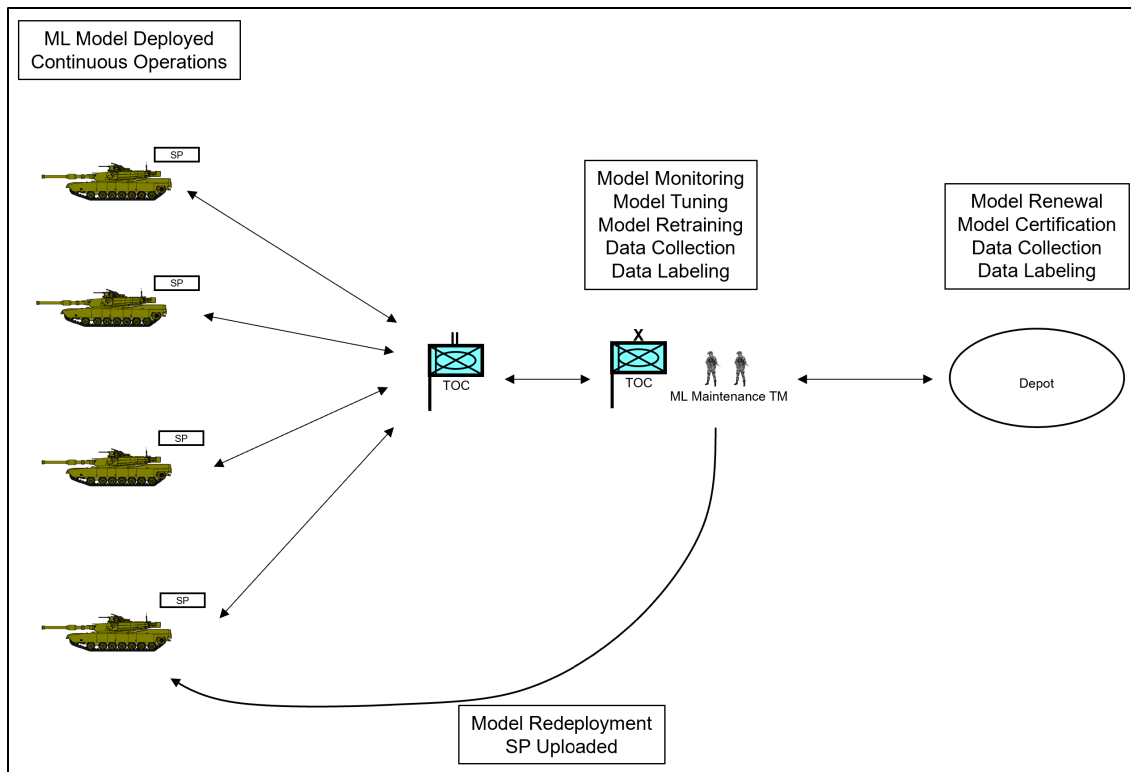 ML Model Deployed
Continuous Operations
SP
SP
SP
SP
Model Monitoring
Model Tuning
Model Retraining
Data Collection
Data Labeling
Model Renewal
Model Certification
Data Collection
Data Labeling
II
TOC
X
TOC
ML Maintenance TM
Depot
Model Redeployment
SP Uploaded